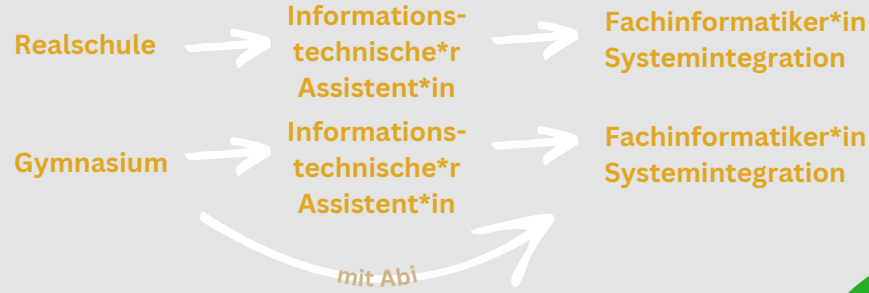 Realschule
Informations-
technische*r
Assistent*in
Fachinformatiker*in
Systemintegration
Gymnasium
Informations-
technische*r
Assistent*in
Fachinformatiker*in
Systemintegration
mit Abi